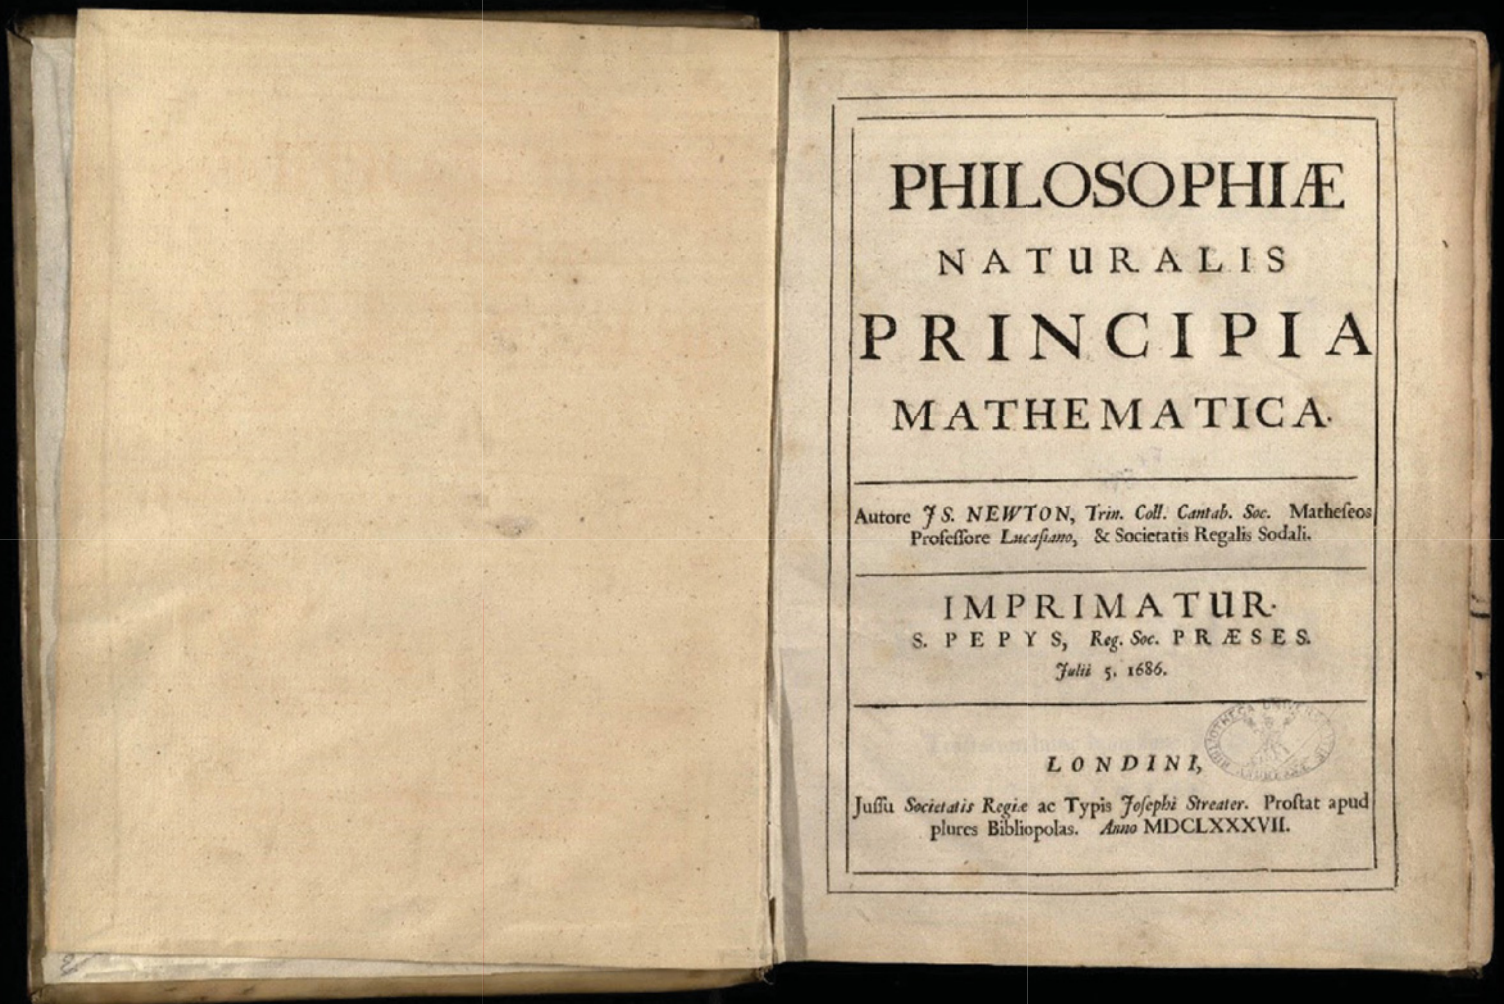 PHILOSOPHIÆ
NATURALIS
PRINCIPIA
MATHEMATICA.
Autore JS. NEWTON, Trin. Coll. Cantab. Soc. Matheſeos
Profeſſore Lucaſiano, & Societatis Regalis Sodali.
IMPRIMATUR.
S. PEPYS, Reg. Soc. PRÆSES.
Julii 5. 1686.
LONDINI,
Juſſu Societatis Regiæ ac Typis Joſephi Streater. Proſtat apud
plures Bibliopolas. Anno MDCLXXXVII.